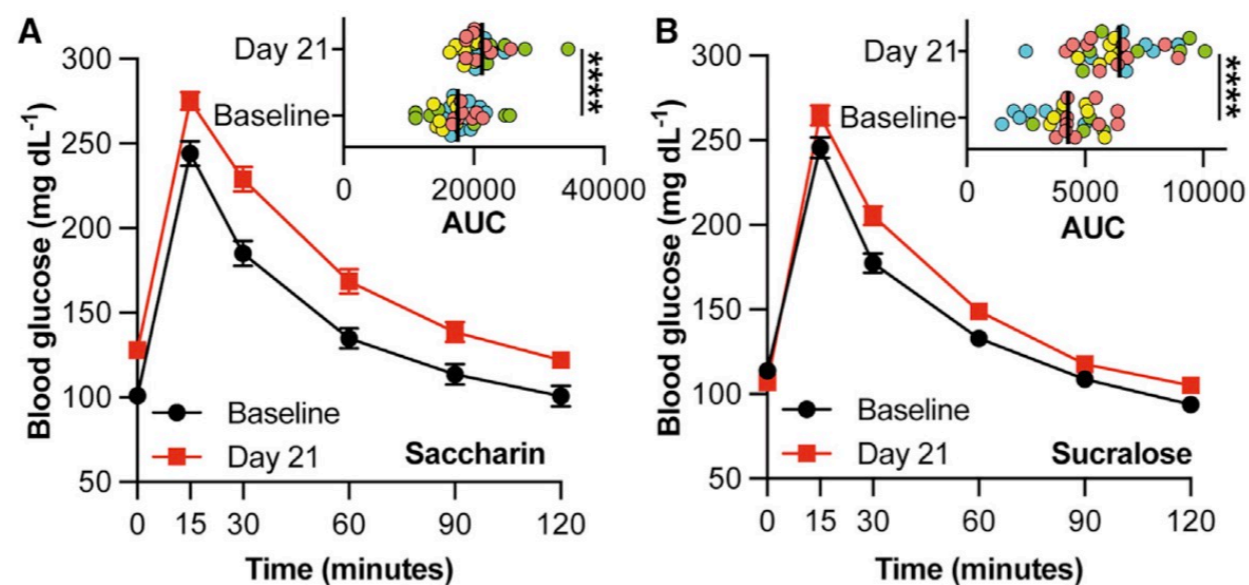 A
Blood glucose (mg dL⁻¹)
300
250
200
150
100
50
0 15 30 60 90 120
Time (minutes)
Baseline
Day 21
Saccharin
Day 21
Baseline
****
0 20000 40000
AUC
B
Blood glucose (mg dL⁻¹)
300
250
200
150
100
50
0 15 30 60 90 120
Time (minutes)
Baseline
Day 21
Sucralose
Day 21
Baseline
****
0 5000 10000
AUC